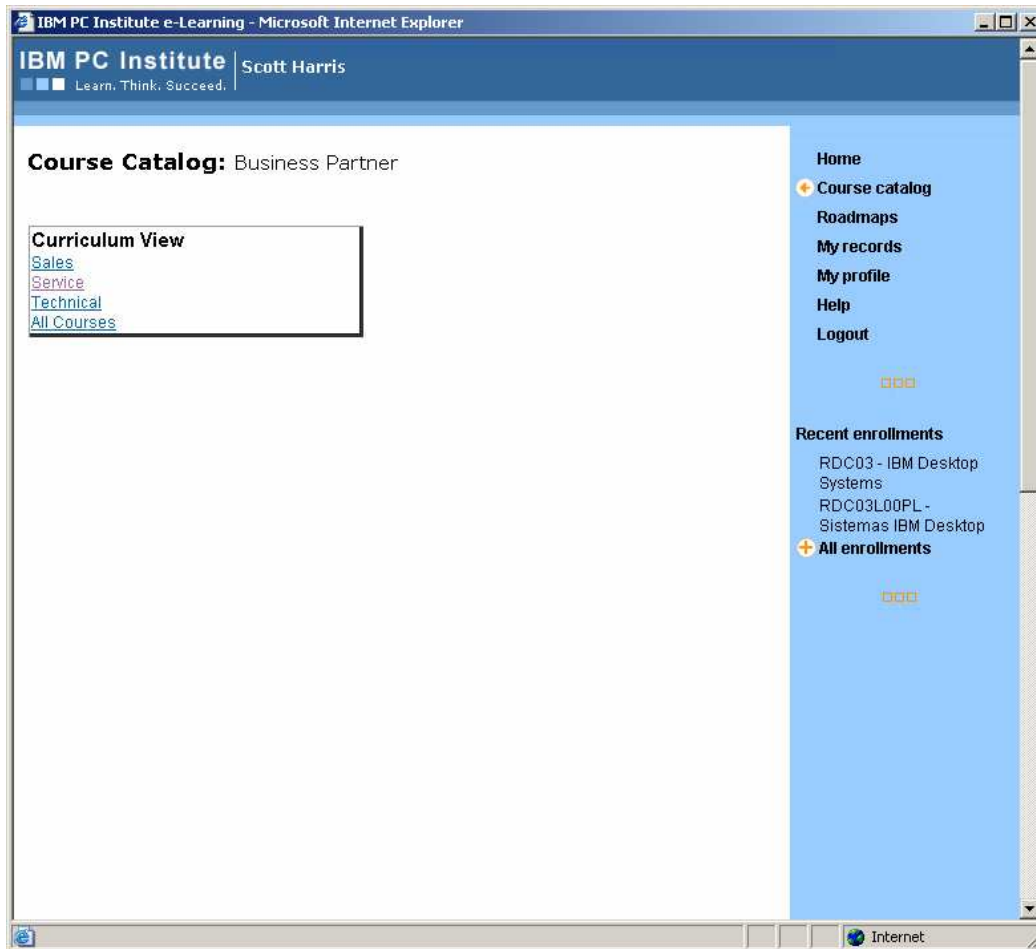 IBM PC Institute e-Learning - Microsoft Internet Explorer
IBM PC Institute
Learn. Think. Succeed.
Scott Harris
Course Catalog: Business Partner
Curriculum View
Sales
Service
Technical
All Courses
Home
Course catalog
Roadmaps
My records
My profile
Help
Logout
Recent enrollments
RDC03 - IBM Desktop
Systems
RDC03L00PL -
Sistemas IBM Desktop
All enrollments
Internet